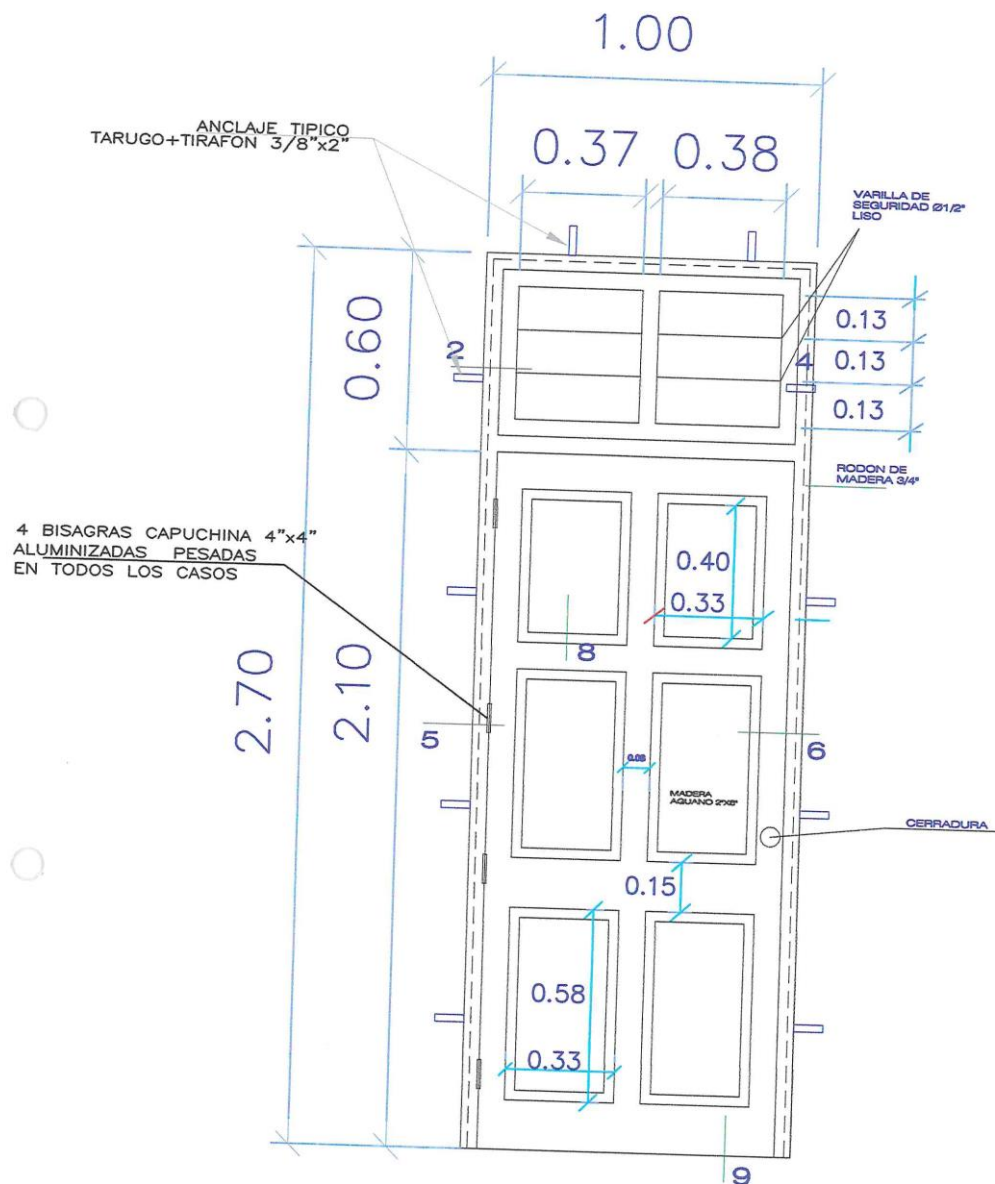 1.00
ANCLAJE TIPICO
TARUGO+TIRAFON 3/8"x2"
0.37
0.38
VARILLA DE
SEGURIDAD Ø1/2"
LISO
0.60
2
4
0.13
0.13
0.13
RODON DE
MADERA 3/4"
4 BISAGRAS CAPUCHINA 4"x4"
ALUMINIZADAS PESADAS
EN TODOS LOS CASOS
0.40
0.33
8
2.70
2.10
5
6
MADERA
CERRADURA
0.15
0.58
0.33
9